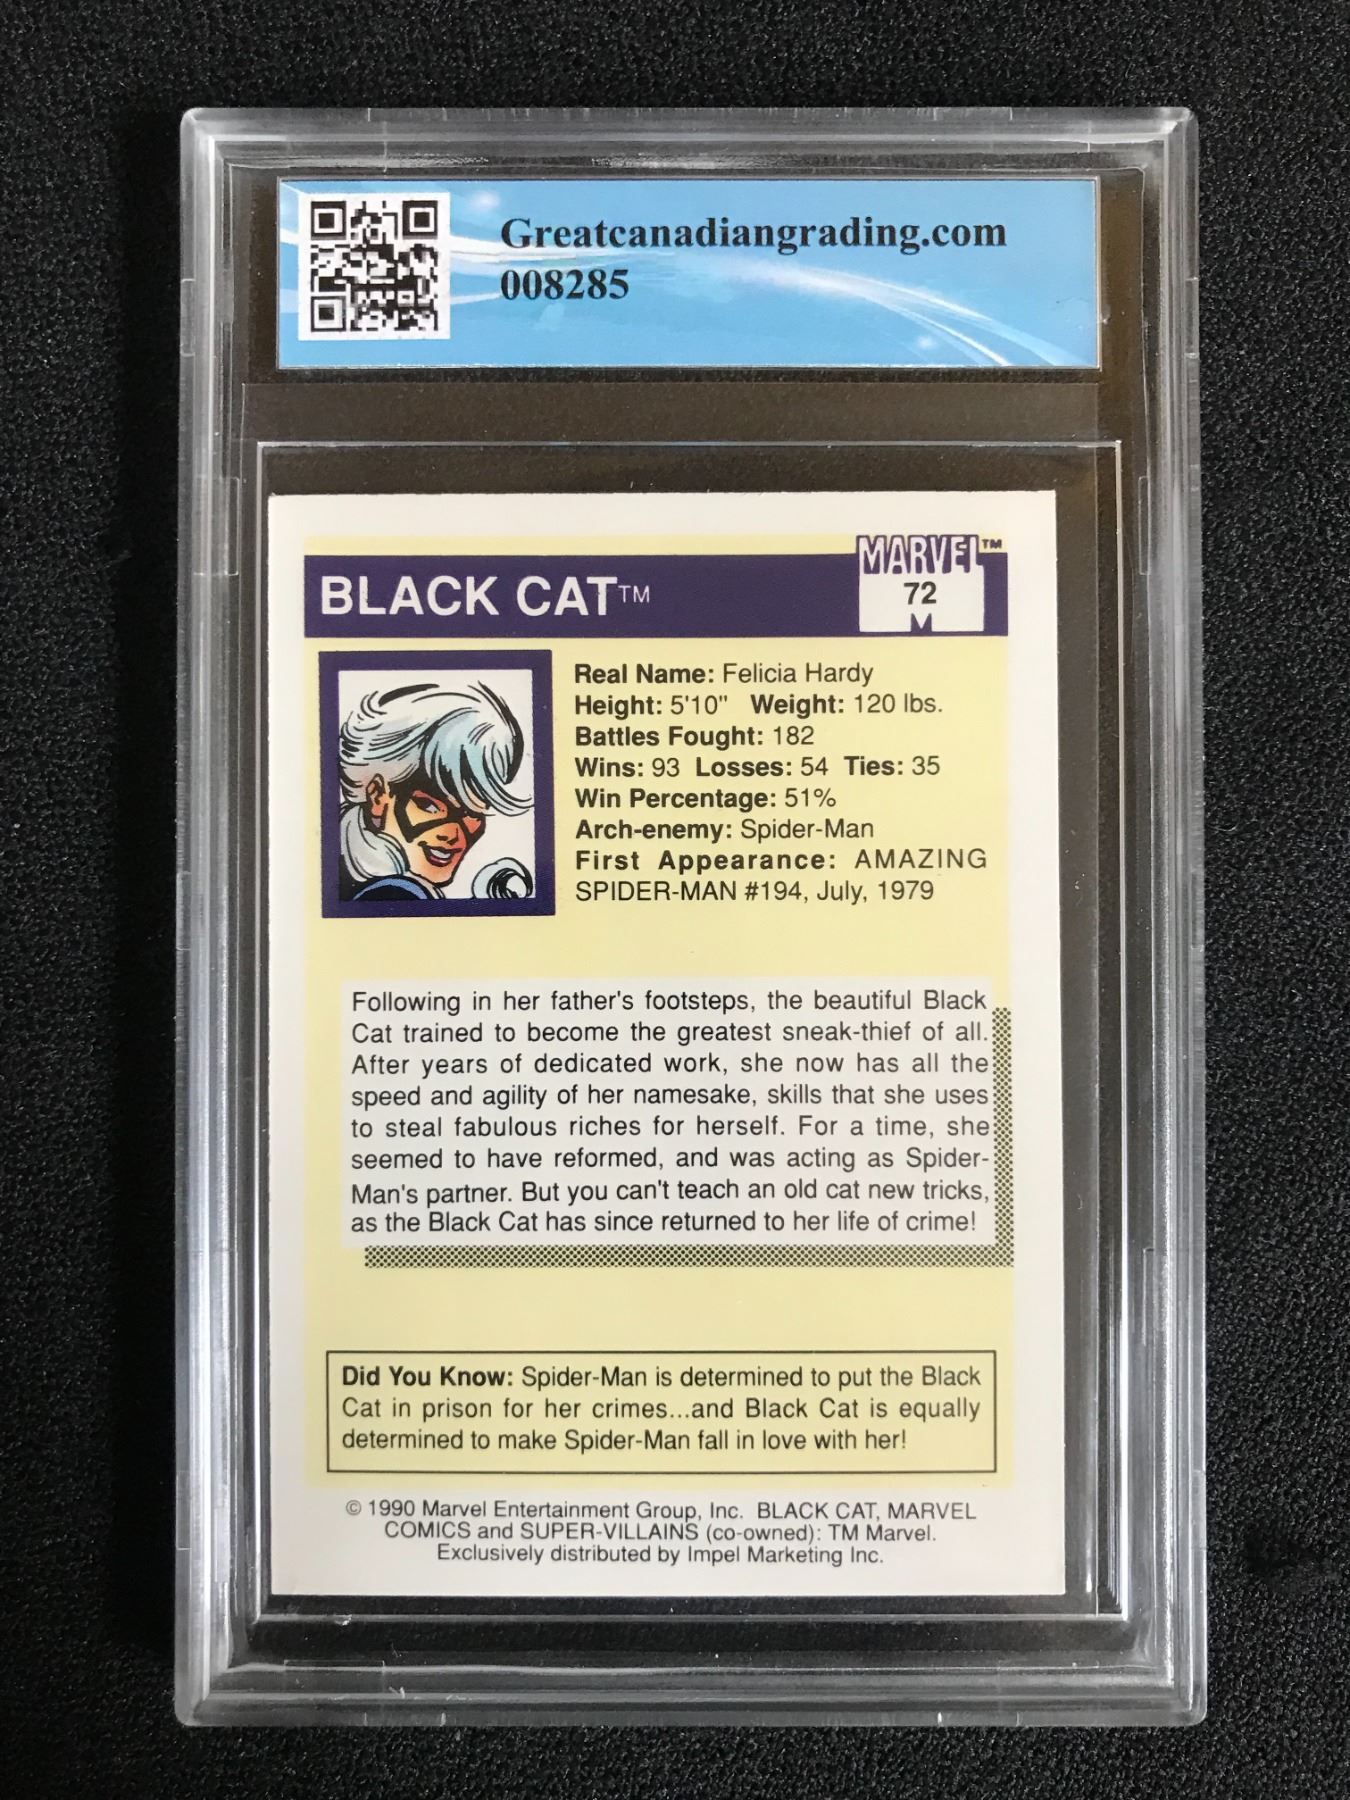 Greatcanadiangrading.com
008285
BLACK CAT™
MARVEL™
72
Real Name: Felicia Hardy
Height: 5'10" Weight: 120 lbs.
Battles Fought: 182
Wins: 93 Losses: 54 Ties: 35
Win Percentage: 51%
Arch-enemy: Spider-Man
First Appearance: AMAZING
SPIDER-MAN #194, July, 1979
Following in her father's footsteps, the beautiful Black
Cat trained to become the greatest sneak-thief of all.
After years of dedicated work, she now has all the
speed and agility of her namesake, skills that she uses
to steal fabulous riches for herself. For a time, she
seemed to have reformed, and was acting as Spider-
Man's partner. But you can't teach an old cat new tricks,
as the Black Cat has since returned to her life of crime!
Did You Know: Spider-Man is determined to put the Black
Cat in prison for her crimes...and Black Cat is equally
determined to make Spider-Man fall in love with her!
© 1990 Marvel Entertainment Group, Inc. BLACK CAT, MARVEL
COMICS and SUPER-VILLAINS (co-owned): TM Marvel.
Exclusively distributed by Impel Marketing Inc.